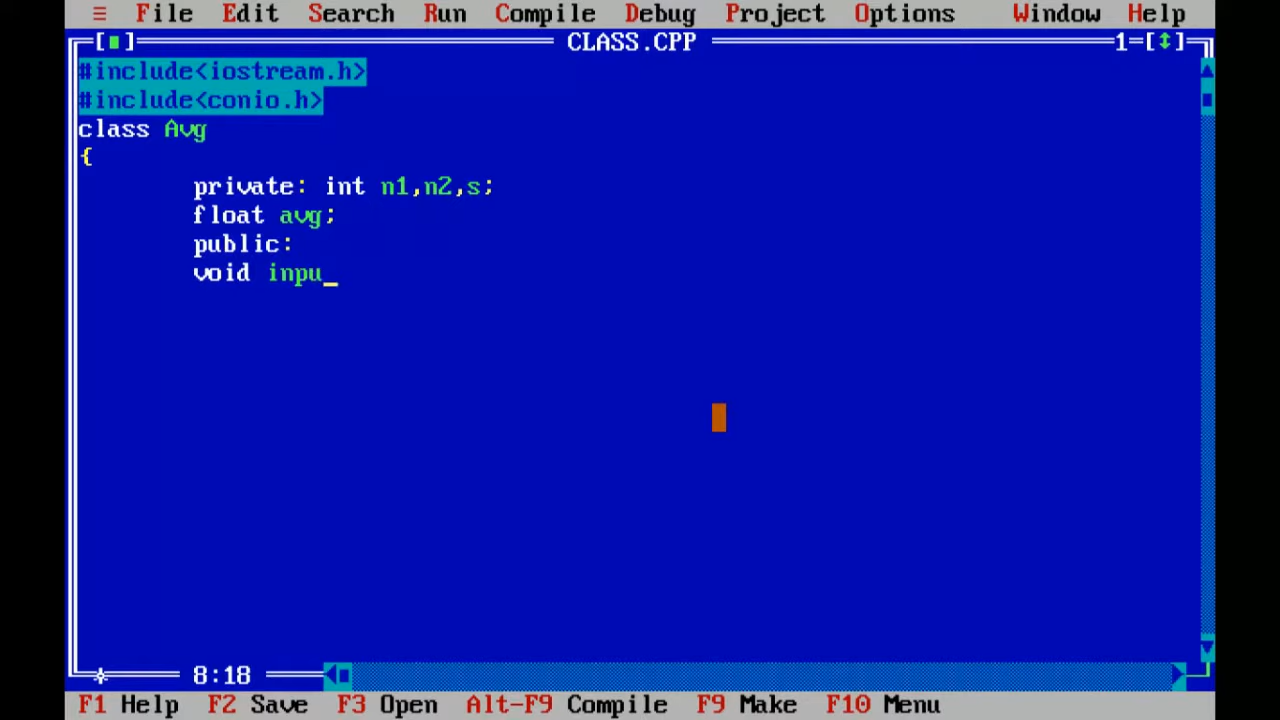 ≡ File Edit Search Run Compile Debug Project Options Window Help
[■] CLASS.CPP 1=[↕]
#include<iostream.h>
#include<conio.h>
class Avg
{
private: int n1,n2,s;
float avg;
public:
void inpu_
8:18
F1 Help F2 Save F3 Open Alt-F9 Compile F9 Make F10 Menu